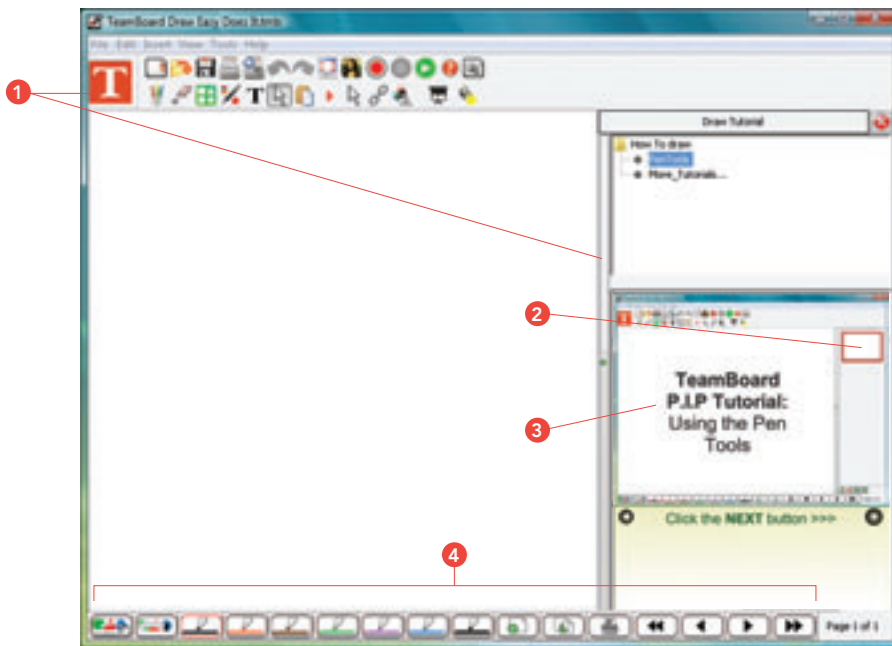 TeamBoard Draw Easy Does It.tmb
File Edit Insert View Tools Help
T
T
1
Draw Tutorial
How To draw
PenTools
More_Tutorials...
2
TeamBoard
P.I.P Tutorial:
3
Using the Pen
Tools
Click the NEXT button >>>
4
Page 1 of 1